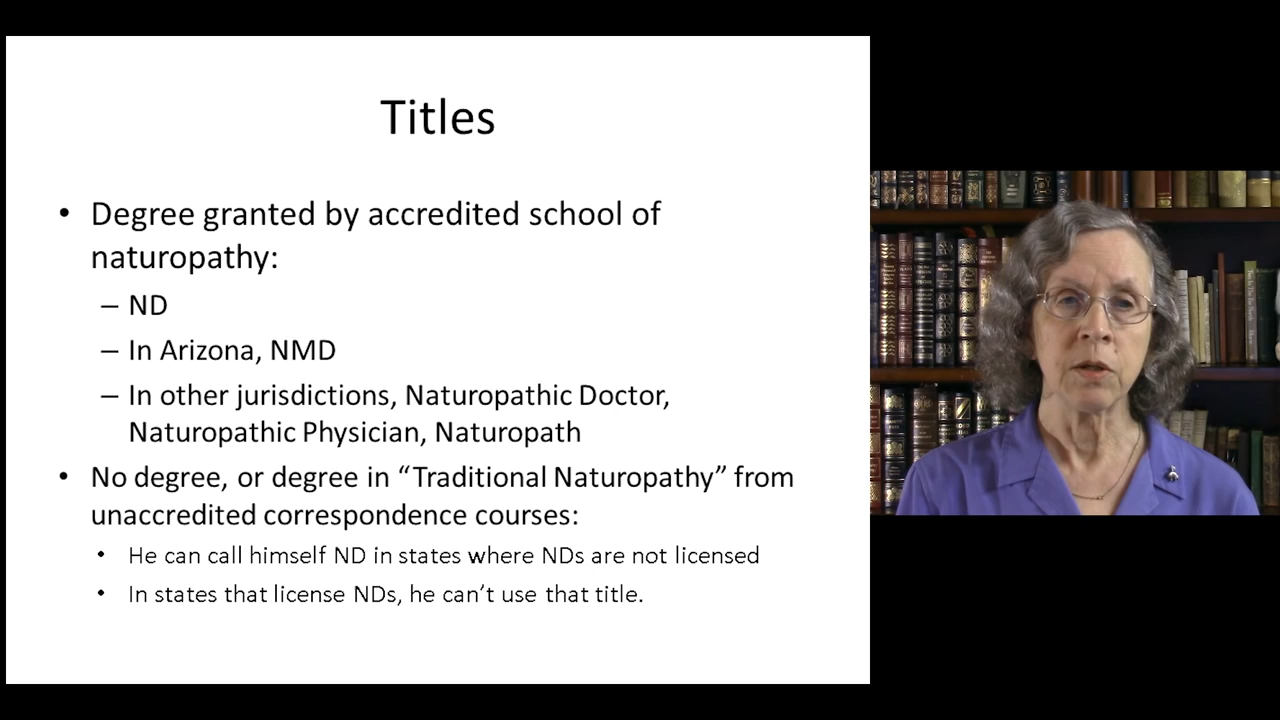 Titles
• Degree granted by accredited school of
naturopathy:
– ND
– In Arizona, NMD
– In other jurisdictions, Naturopathic Doctor,
Naturopathic Physician, Naturopath
• No degree, or degree in “Traditional Naturopathy” from
unaccredited correspondence courses:
• He can call himself ND in states where NDs are not licensed
• In states that license NDs, he can’t use that title.